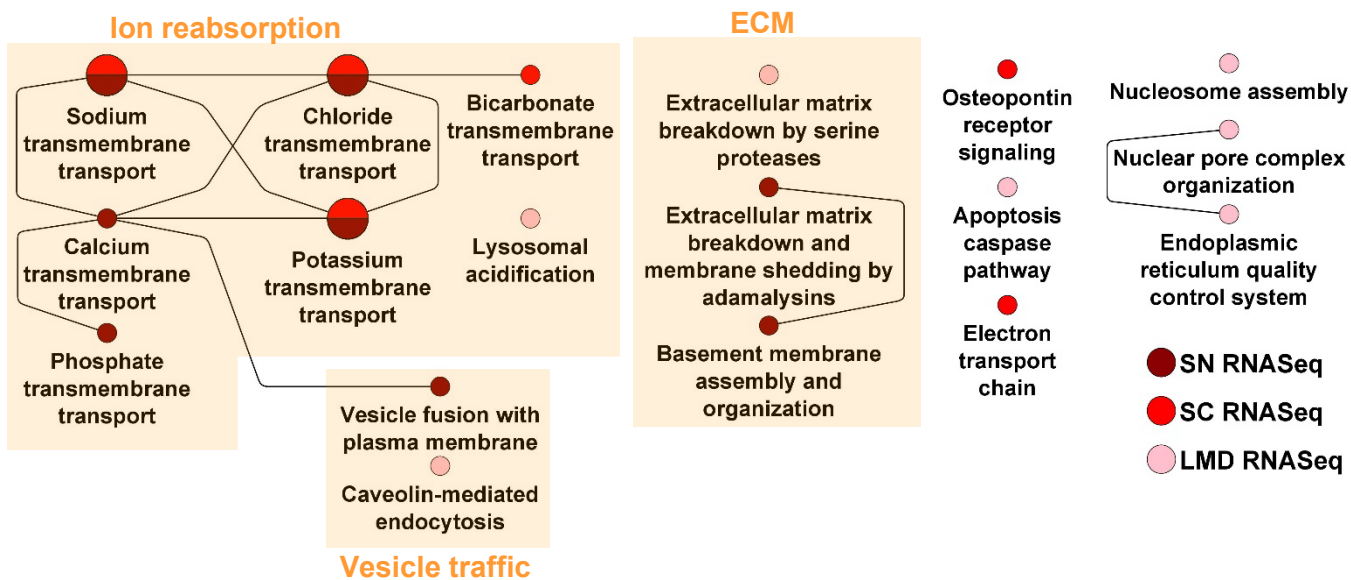 Ion reabsorption
Sodium
transmembrane
transport
Chloride
transmembrane
transport
Bicarbonate
transmembrane
transport
Calcium
transmembrane
transport
Potassium
transmembrane
transport
Lysosomal
acidification
Phosphate
transmembrane
transport
Vesicle fusion with
plasma membrane
Caveolin-mediated
endocytosis
Vesicle traffic
ECM
Extracellular matrix
breakdown by serine
proteases
Extracellular matrix
breakdown and
membrane shedding by
adamalysins
Basement membrane
assembly and
organization
Osteopontin
receptor
signaling
Apoptosis
caspase
pathway
Electron
transport
chain
Nucleosome assembly
Nuclear pore complex
organization
Endoplasmic
reticulum quality
control system
SN RNASeq
SC RNASeq
LMD RNASeq